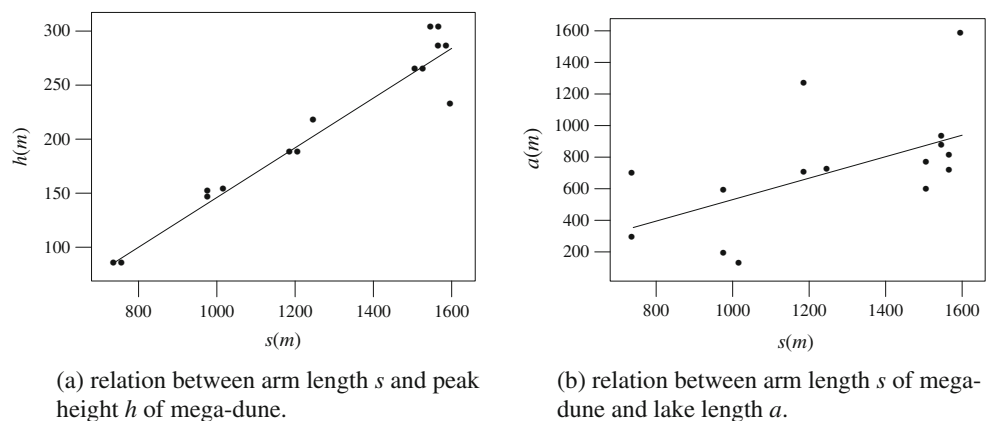 300
250
200
150
100
h(m)
800
1000
1200
1400
1600
s(m)
(a) relation between arm length s and peak
height h of mega-dune.
1600
1400
1200
1000
800
600
400
200
a(m)
800
1000
1200
1400
1600
s(m)
(b) relation between arm length s of mega-
dune and lake length a.